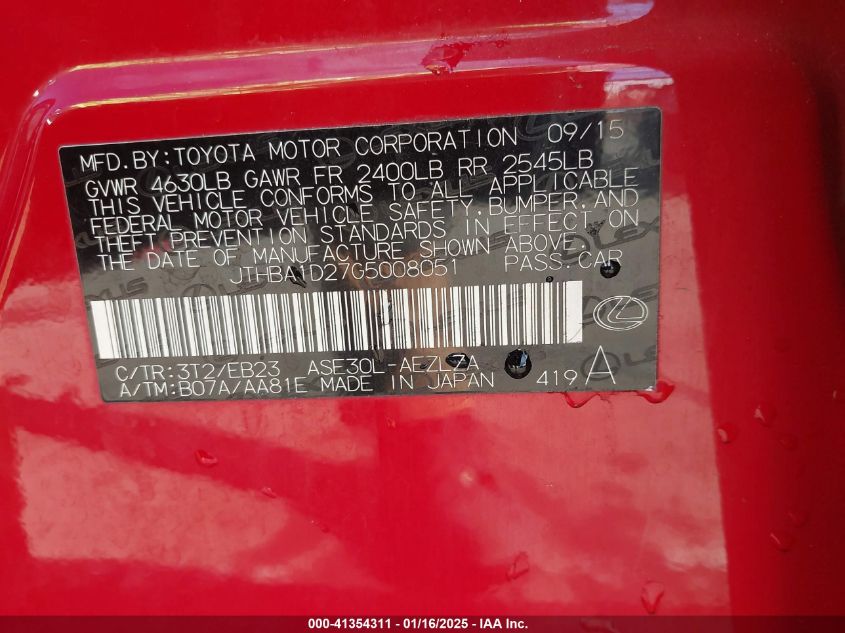 MFD.BY:TOYOTA MOTOR CORPORATION 09/15
GVWR 4630LB GAWR FR 2400LB RR 2545LB
THIS VEHICLE CONFORMS TO ALL APPLICABLE
FEDERAL MOTOR VEHICLE SAFETY,BUMPER,AND
THEFT PREVENTION STANDARDS IN EFFECT ON
THE DATE OF MANUFACTURE SHOWN ABOVE.
JTHBA1D27G5008051 PASS.CAR
C/TR:3T2/EB23 ASE30L-AEZLZA
A/TM:B07A/AA81E MADE IN JAPAN 419 A
000-41354311 - 01/16/2025 - IAA Inc.